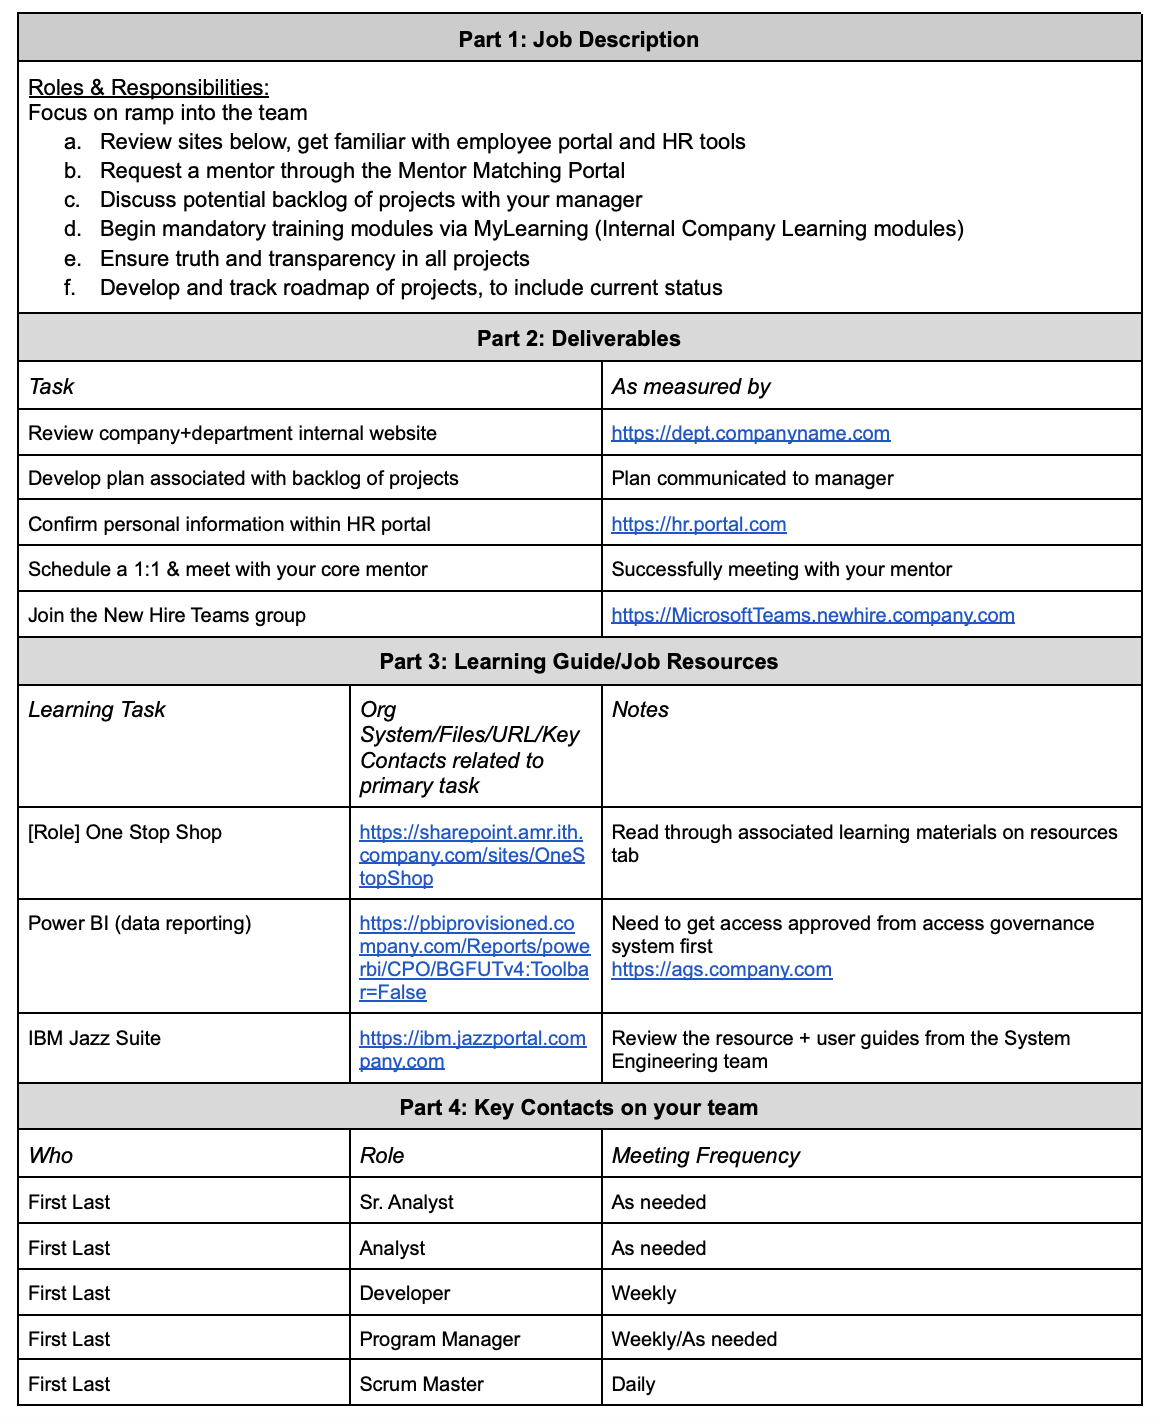 Part 1: Job Description
Roles & Responsibilities:
Focus on ramp into the team
a. Review sites below, get familiar with employee portal and HR tools
b. Request a mentor through the Mentor Matching Portal
c. Discuss potential backlog of projects with your manager
d. Begin mandatory training modules via MyLearning (Internal Company Learning modules)
e. Ensure truth and transparency in all projects
f. Develop and track roadmap of projects, to include current status
Part 2: Deliverables
Task
As measured by
Review company+department internal website
https://dept.companyname.com
Develop plan associated with backlog of projects
Plan communicated to manager
Confirm personal information within HR portal
https://hr.portal.com
Schedule a 1:1 & meet with your core mentor
Successfully meeting with your mentor
Join the New Hire Teams group
https://MicrosoftTeams.newhire.company.com
Part 3: Learning Guide/Job Resources
Learning Task
Org
System/Files/URL/Key
Contacts related to
primary task
Notes
[Role] One Stop Shop
https://sharepoint.amr.ith.
company.com/sites/OneS
topShop
Read through associated learning materials on resources
tab
Power BI (data reporting)
https://pbiprovisioned.co
mpany.com/Reports/powe
rbi/CPO/BGFUTv4:Toolba
r=False
Need to get access approved from access governance
system first
https://ags.company.com
IBM Jazz Suite
https://ibm.jazzportal.com
pany.com
Review the resource + user guides from the System
Engineering team
Part 4: Key Contacts on your team
Who
Role
Meeting Frequency
First Last
Sr. Analyst
As needed
First Last
Analyst
As needed
First Last
Developer
Weekly
First Last
Program Manager
Weekly/As needed
First Last
Scrum Master
Daily